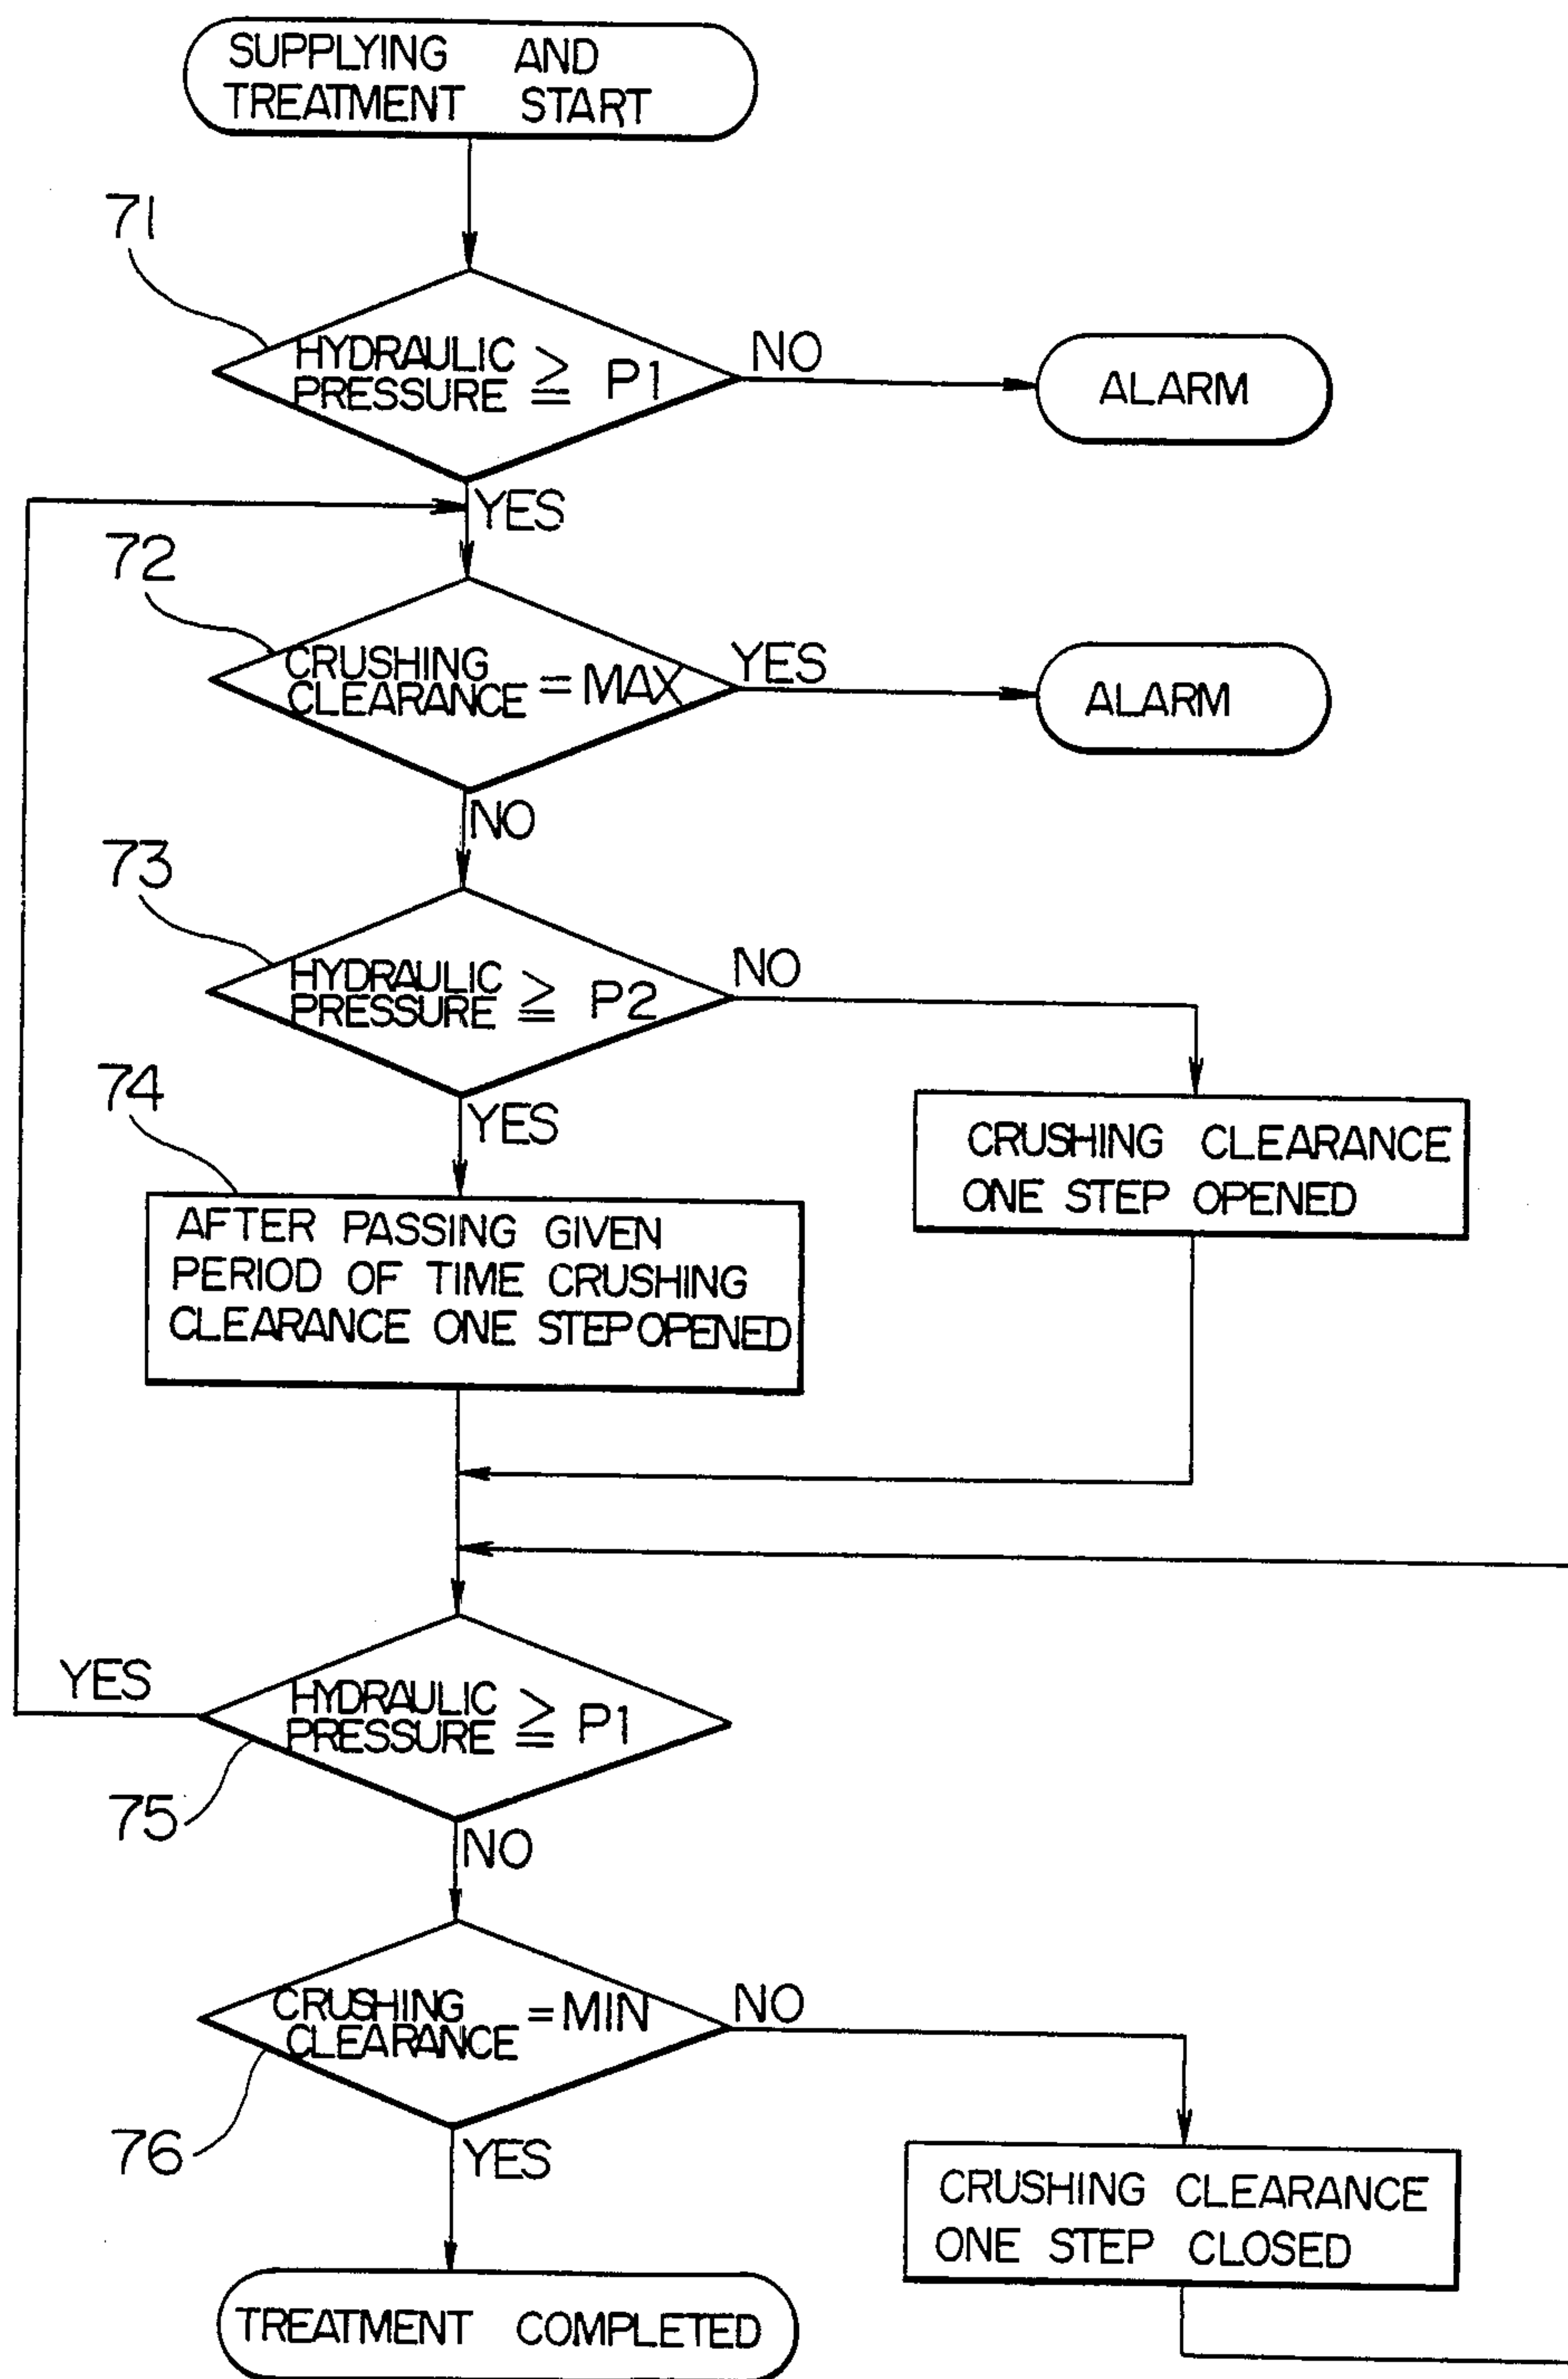 SUPPLYING AND
TREATMENT START
71
HYDRAULIC
PRESSURE ≧ P1
NO
ALARM
YES
72
CRUSHING
CLEARANCE = MAX
YES
ALARM
NO
73
HYDRAULIC
PRESSURE ≧ P2
NO
74
YES
CRUSHING CLEARANCE
ONE STEP OPENED
AFTER PASSING GIVEN
PERIOD OF TIME CRUSHING
CLEARANCE ONE STEP OPENED
YES
HYDRAULIC
PRESSURE ≧ P1
75
NO
CRUSHING
CLEARANCE = MIN
NO
76
YES
CRUSHING CLEARANCE
ONE STEP CLOSED
TREATMENT COMPLETED